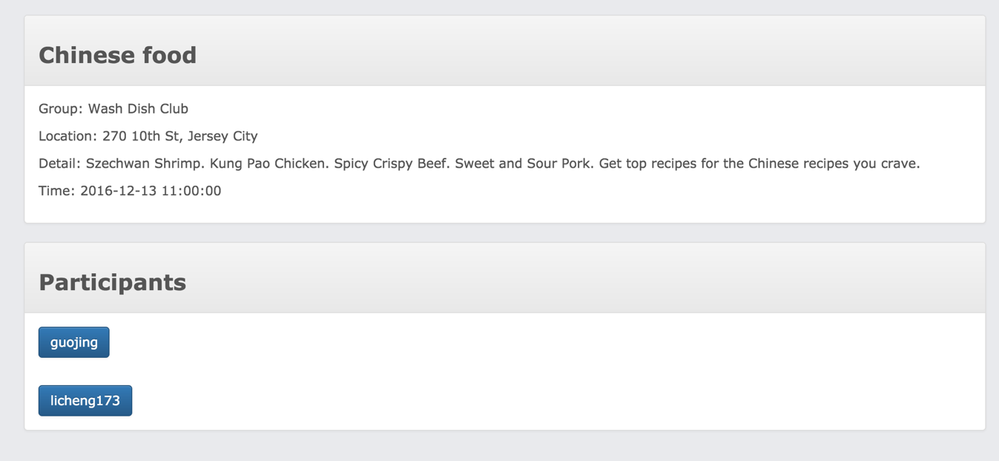 Chinese food
Group: Wash Dish Club
Location: 270 10th St, Jersey City
Detail: Szechwan Shrimp. Kung Pao Chicken. Spicy Crispy Beef. Sweet and Sour Pork. Get top recipes for the Chinese recipes you crave.
Time: 2016-12-13 11:00:00
Participants
guojing
licheng173